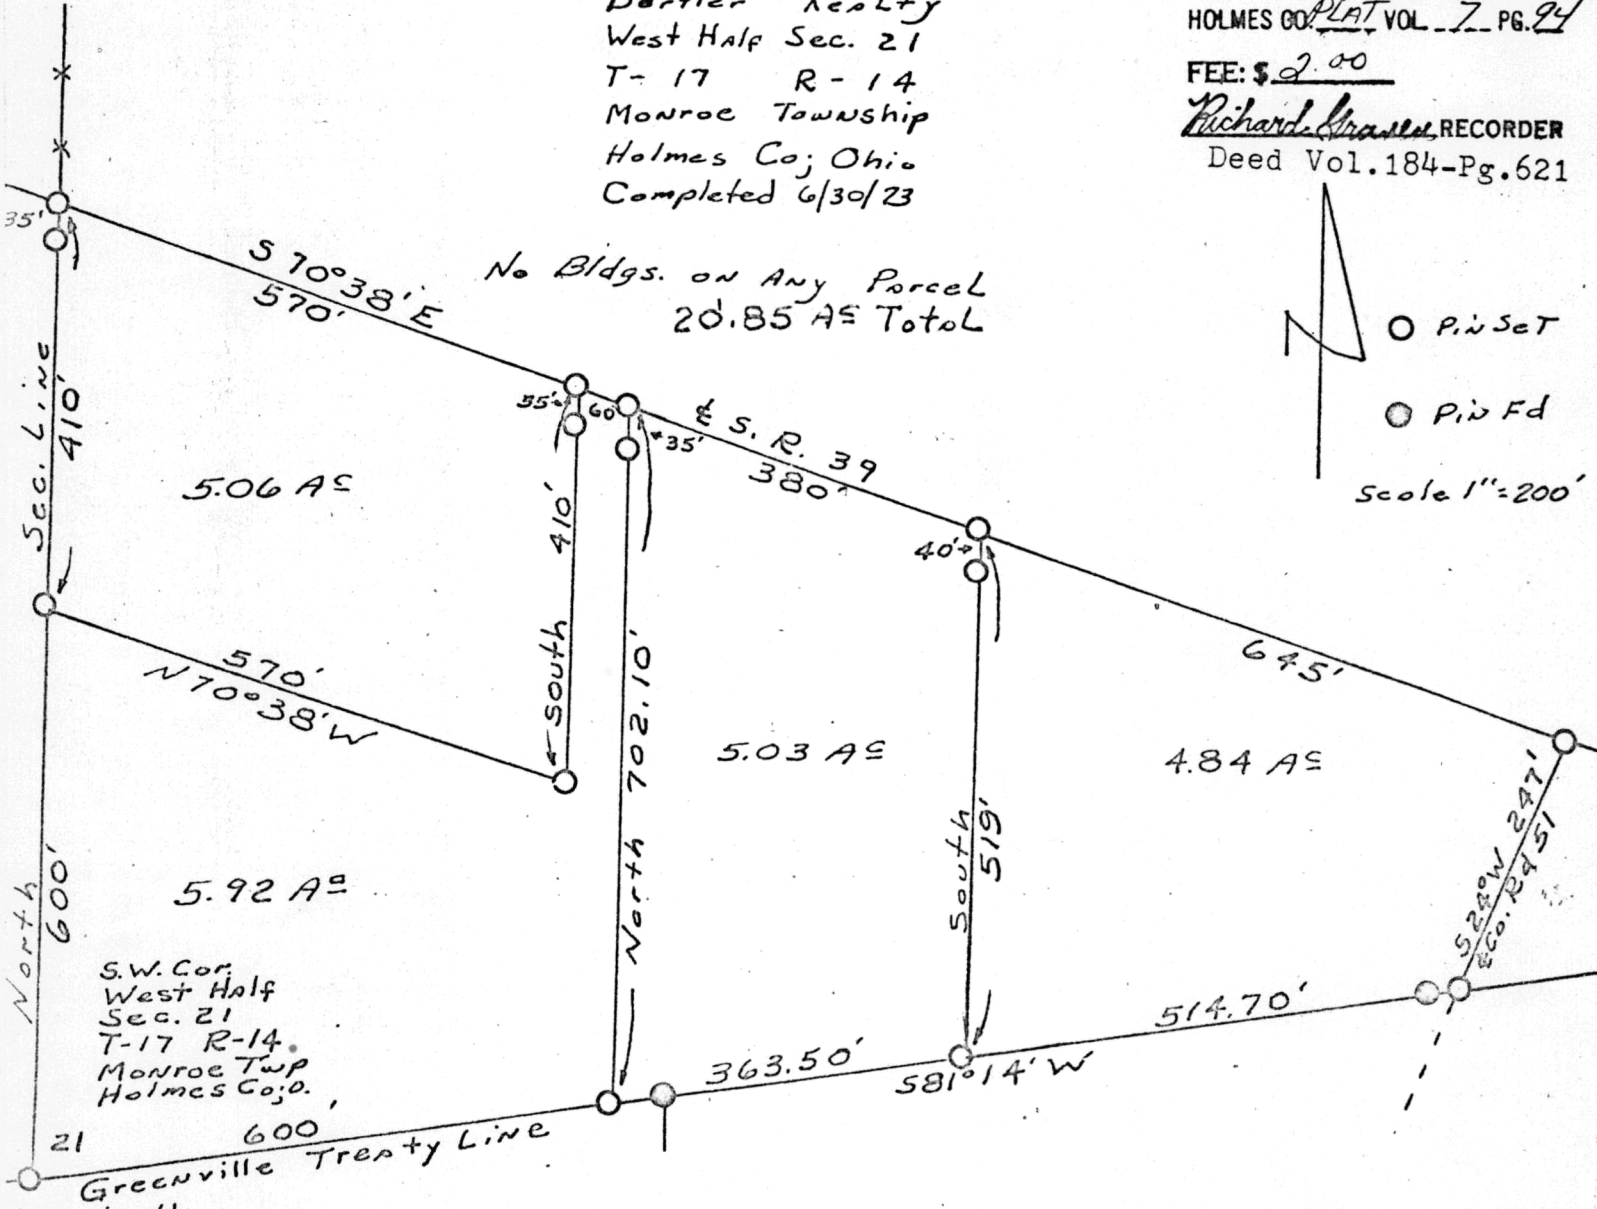 Realty
West Half Sec. 21
T- 17 R - 14
Monroe Township
Holmes Co; Ohio
Completed 6/30/23
HOLMES CO. PLAT VOL 7 PG. 94
FEE: $ 2.00
Richard Graven, RECORDER
Deed Vol.184-Pg.621
No Bldgs. on Any Parcel
20.85 Ac Total
Pin Set
Pin Fd
Scale 1"=200'
35'
S 70°38' E
570'
Sec. Line
410'
5.06 Ac
35'
60'
35'
410'
South
℄ S. R. 39
380'
40'
645'
570'
N 70°38' W
North 702.10'
5.03 Ac
4.84 Ac
South
519'
S 24° W 247'
℄ Co. Rd 51
North
600'
5.92 Ac
S.W. Cor.
West Half
Sec. 21
T-17 R-14
Monroe Twp
Holmes Co; O.
21
600'
Greenville Treaty Line
363.50'
S81°14' W
514.70'